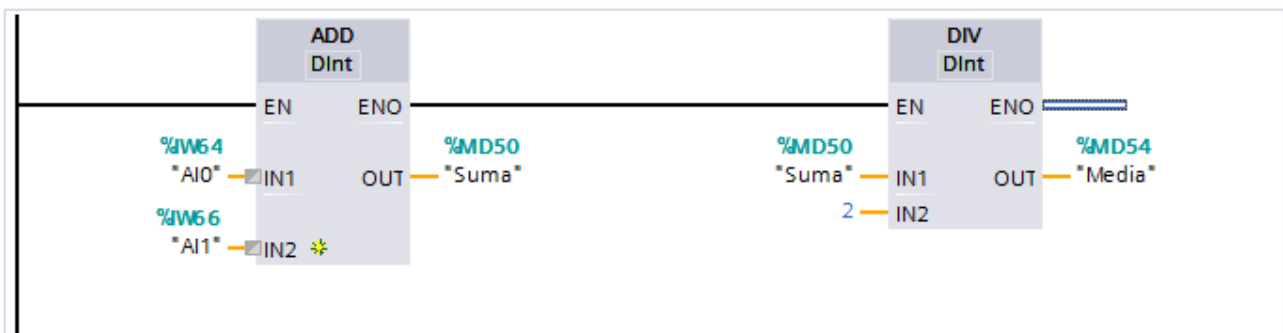 ADD
DInt
EN ENO
%IW64
"AI0" IN1 OUT
%MD50
"Suma"
%IW66
"AI1" IN2
DIV
DInt
EN ENO
%MD50
"Suma" IN1 OUT
%MD54
"Media"
2 IN2